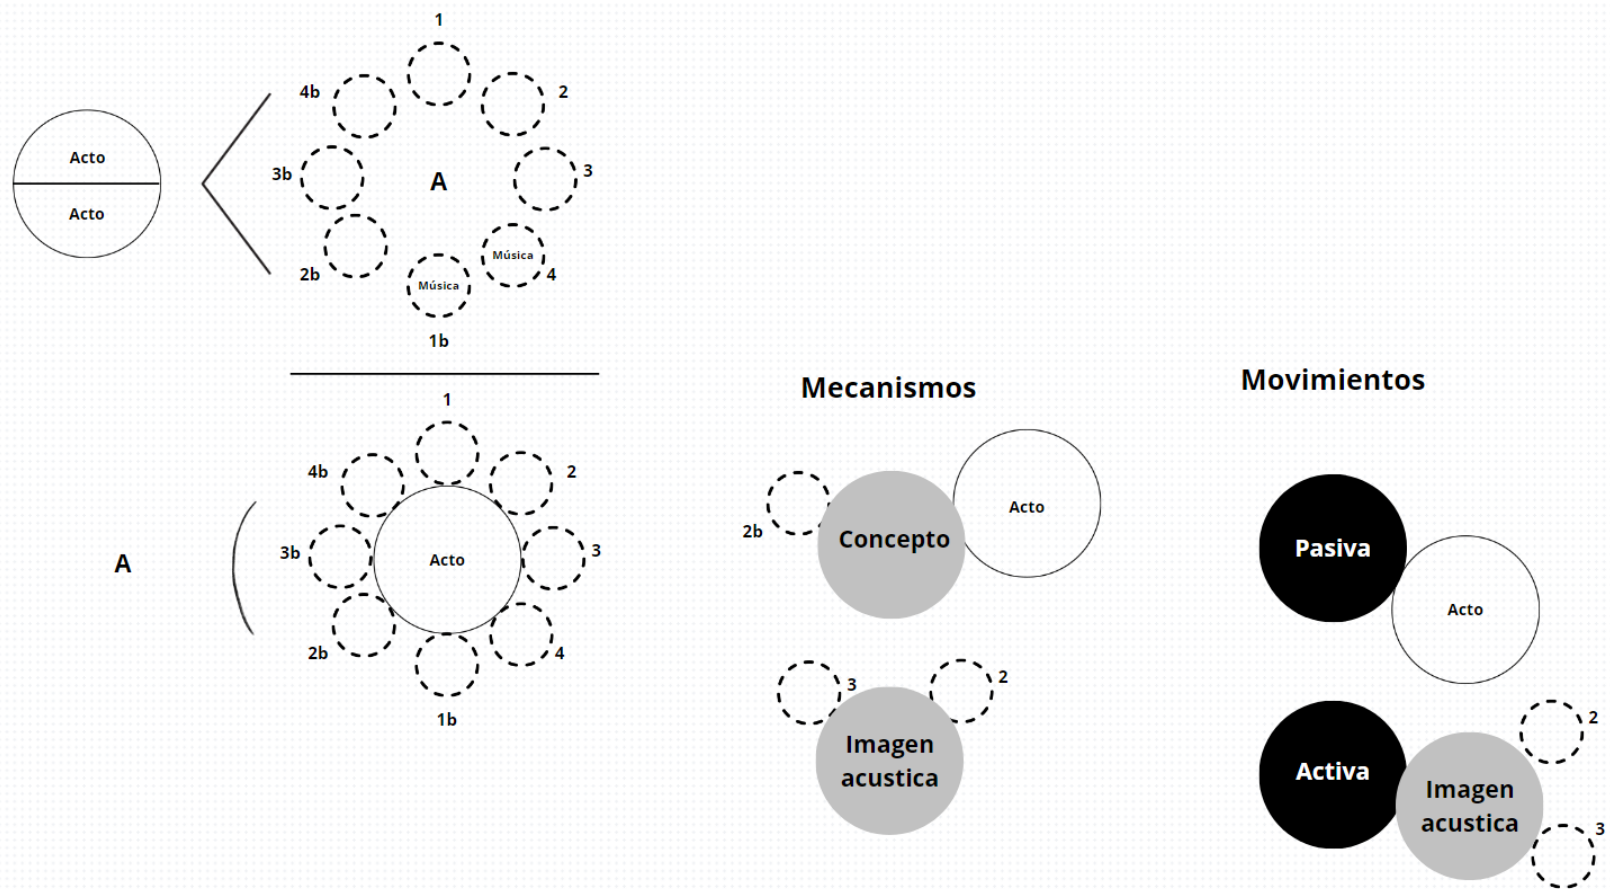 1
4b
2
Acto
Acto
3b
A
3
Música
4
2b
Música
1b
1
4b
2
A
3b
Acto
3
2b
4
1b
Mecanismos
2b
Concepto
Acto
3
2
Imagen
acustica
Movimientos
Pasiva
Acto
Activa
Imagen
acustica
2
3